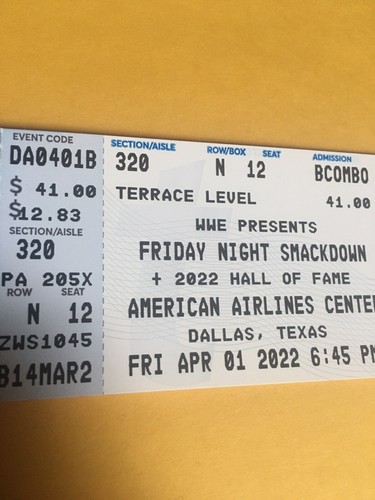 EVENT CODE
DA0401B
$ 41.00
$12.83
SECTION/AISLE
320
PA 205X
ROW SEAT
N 12
ZWS1045
B14MAR2
SECTION/AISLE ROW/BOX SEAT ADMISSION
320 N 12 BCOMBO
TERRACE LEVEL 41.00
WWE PRESENTS
FRIDAY NIGHT SMACKDOWN
+ 2022 HALL OF FAME
AMERICAN AIRLINES CENTE
DALLAS, TEXAS
FRI APR 01 2022 6:45 PM